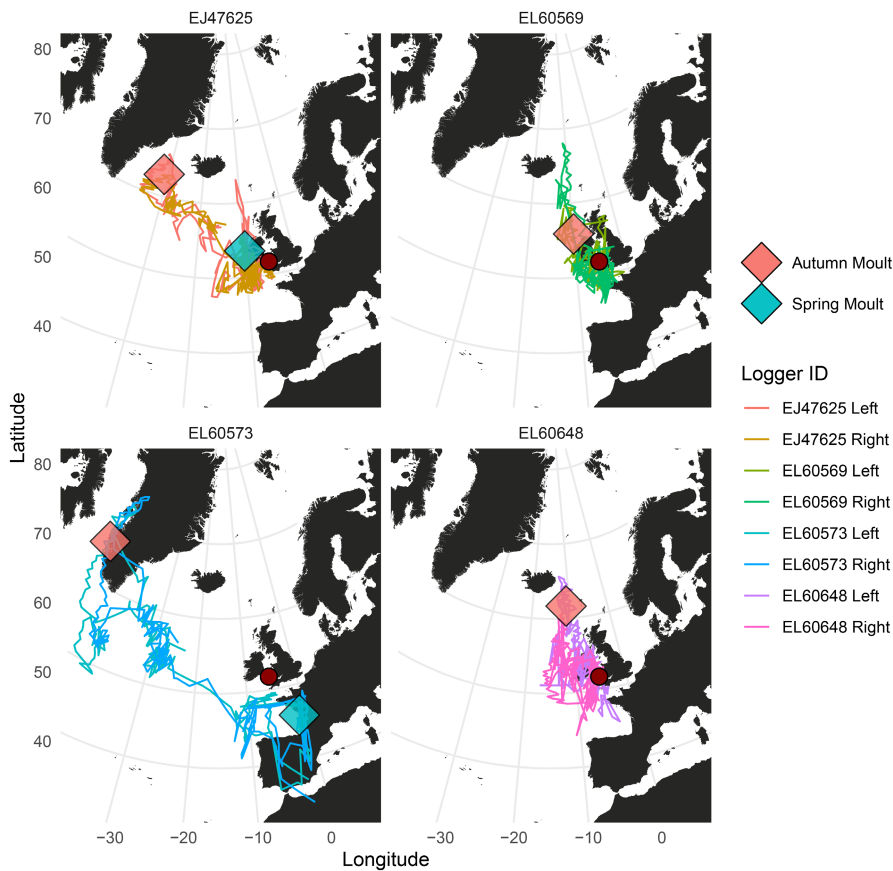 EJ47625
EL60569
80
70
60
50
40
Autumn Moult
Spring Moult
Logger ID
EJ47625 Left
EJ47625 Right
EL60569 Left
EL60569 Right
EL60573 Left
EL60573 Right
EL60648 Left
EL60648 Right
Latitude
EL60573
EL60648
80
70
60
50
40
−30 −20 −10 0 −30 −20 −10 0
Longitude